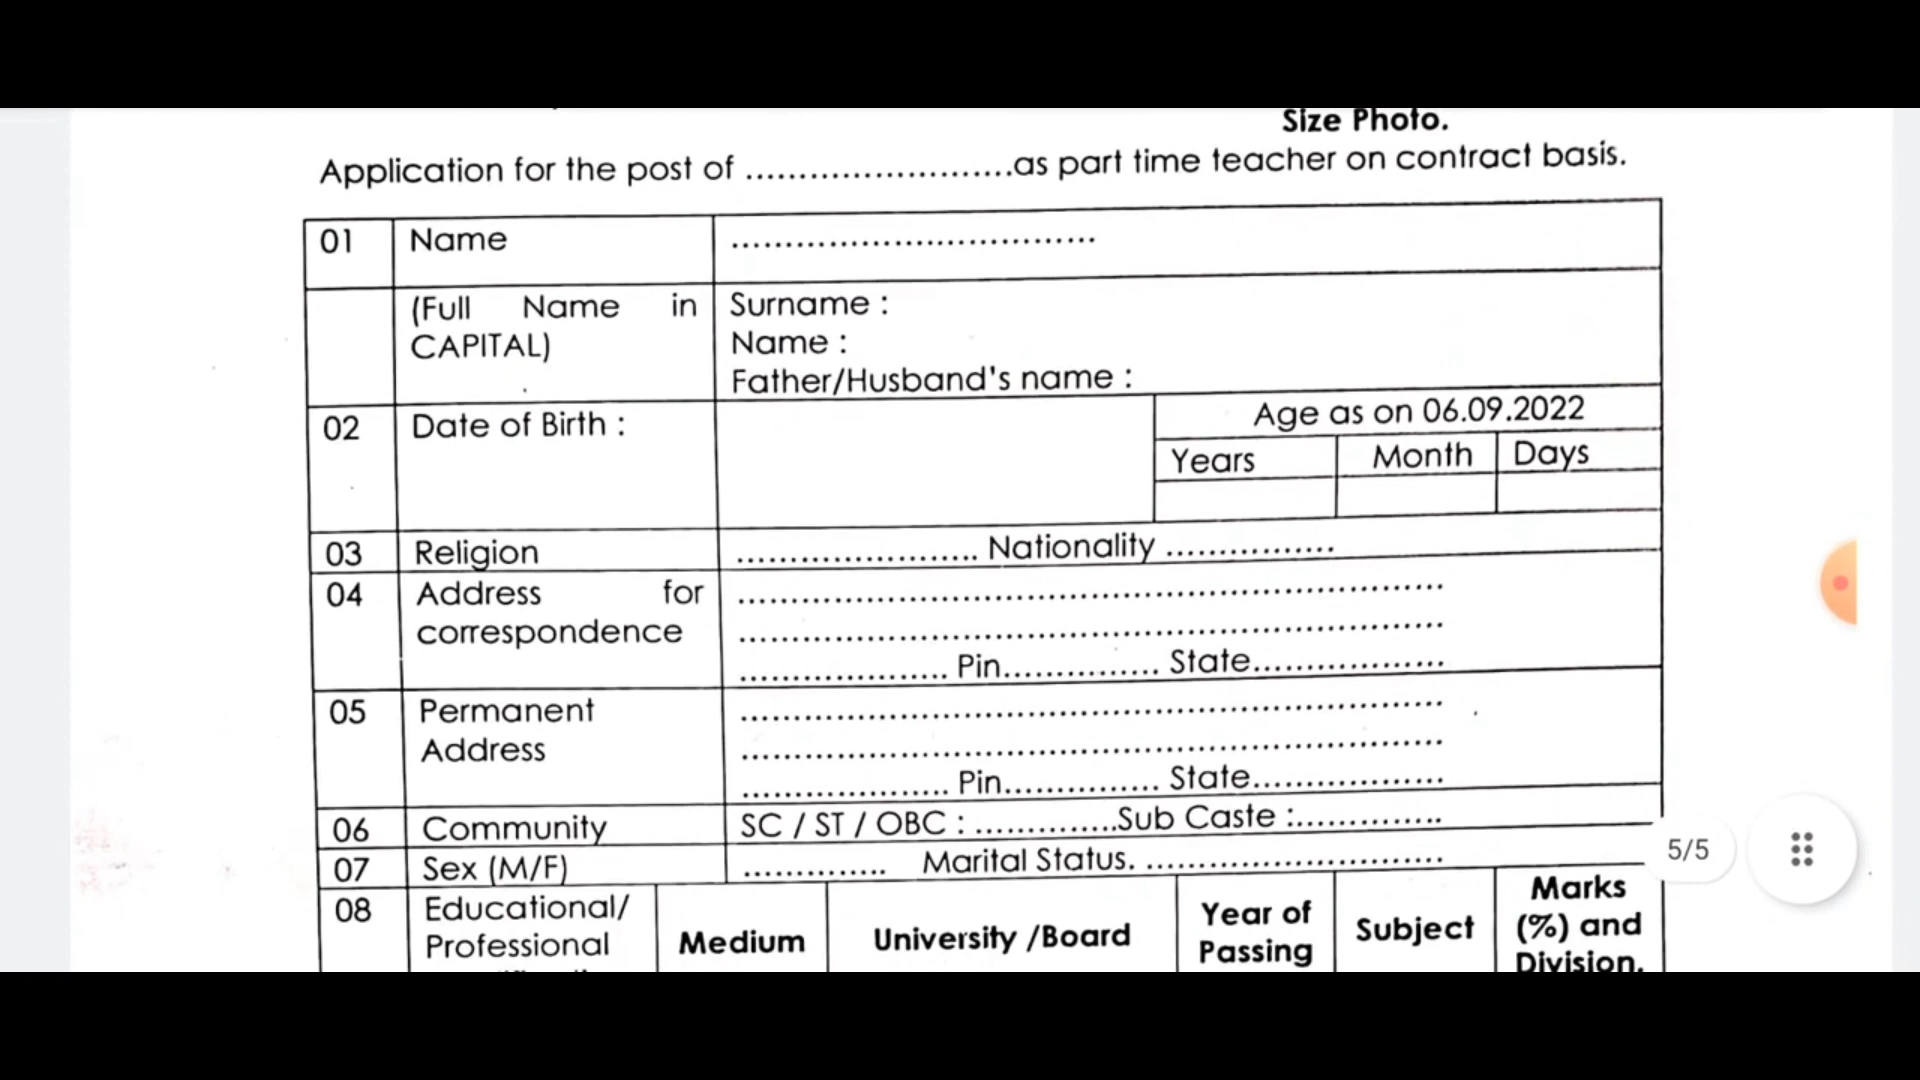 Size Photo.
Application for the post of .........................as part time teacher on contract basis.
01 Name ..................................
(Full Name in CAPITAL) Surname :
Name :
Father/Husband's name :
02 Date of Birth : Age as on 06.09.2022
Years Month Days
03 Religion ....................... Nationality ................
04 Address for correspondence ..................................................................
..................................................................
.................... Pin............... State..................
05 Permanent Address ..................................................................
..................................................................
.................... Pin............... State..................
06 Community SC / ST / OBC : .............Sub Caste :..............
07 Sex (M/F) ............. Marital Status. ............................
08 Educational/ Professional Medium University /Board Year of Passing Subject Marks (%) and Division.
5/5